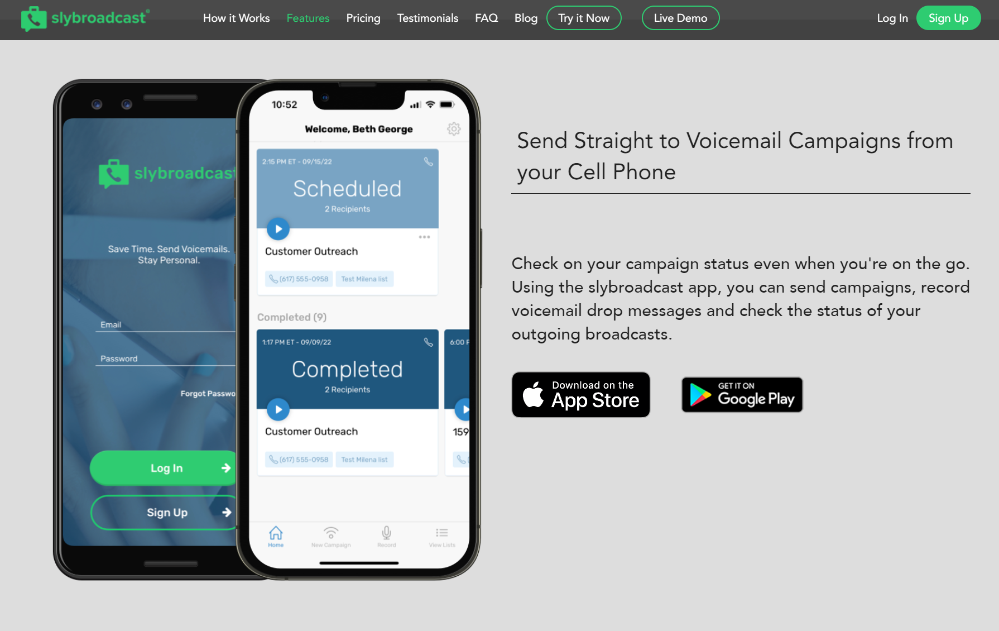 slybroadcast®
How it Works
Features
Pricing
Testimonials
FAQ
Blog
Try it Now
Live Demo
Log In
Sign Up
slybroadcast
Save Time. Send Voicemails.
Stay Personal.
Email
Password
Forgot Passwo
Log In
Sign Up
10:52
Welcome, Beth George
2:15 PM ET - 09/15/22
Scheduled
2 Recipients
Customer Outreach
(617) 555-0958
Test Milena list
Completed (9)
1:17 PM ET - 09/09/22
6:00 P
Completed
2 Recipients
Customer Outreach
159
(617) 555-0958
Test Milena list
Home
New Campaign
Record
View Lists
Send Straight to Voicemail Campaigns from
your Cell Phone
Check on your campaign status even when you're on the go.
Using the slybroadcast app, you can send campaigns, record
voicemail drop messages and check the status of your
outgoing broadcasts.
Download on the
App Store
GET IT ON
Google Play